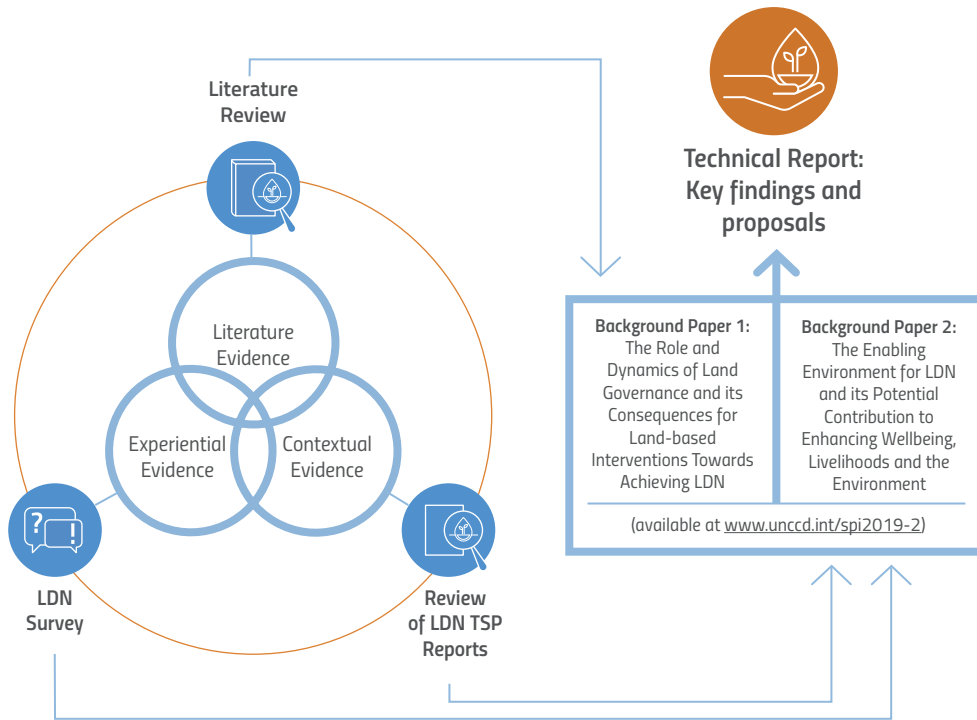 Literature
Review
Literature
Evidence
Experiential
Evidence
Contextual
Evidence
?
!
LDN
Survey
Review
of LDN TSP
Reports
Technical Report:
Key findings and
proposals
Background Paper 1:
The Role and
Dynamics of Land
Governance and its
Consequences for
Land-based
Interventions Towards
Achieving LDN
Background Paper 2:
The Enabling
Environment for LDN
and its Potential
Contribution to
Enhancing Wellbeing,
Livelihoods and the
Environment
(available at www.unccd.int/spi2019-2)